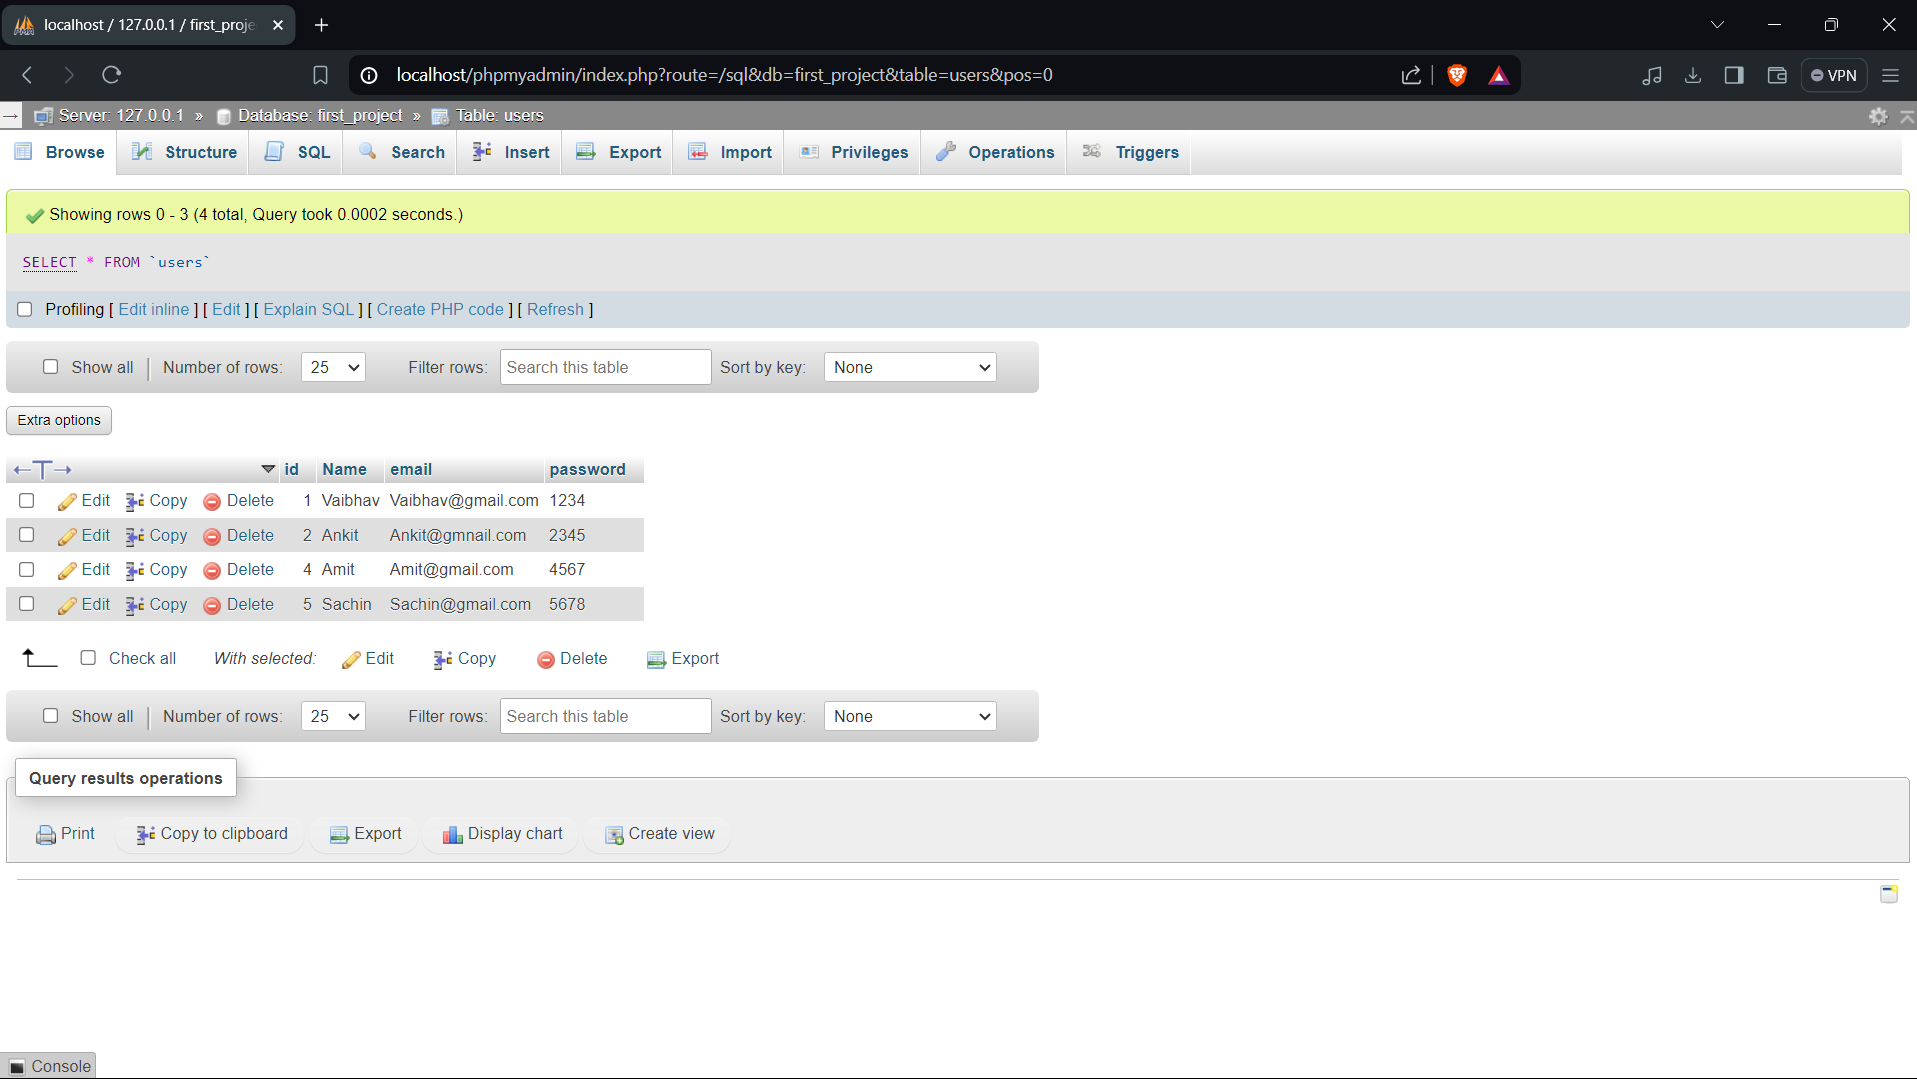 localhost / 127.0.0.1 / first_proje
localhost/phpmyadmin/index.php?route=/sql&db=first_project&table=users&pos=0
VPN
Server: 127.0.0.1 » Database: first_project » Table: users
Browse Structure SQL Search Insert Export Import Privileges Operations Triggers
Showing rows 0 - 3 (4 total, Query took 0.0002 seconds.)
SELECT * FROM `users`
Profiling [ Edit inline ] [ Edit ] [ Explain SQL ] [ Create PHP code ] [ Refresh ]
Show all Number of rows: 25 Filter rows: Search this table Sort by key: None
Extra options
id Name email password
Edit Copy Delete 1 Vaibhav Vaibhav@gmail.com 1234
Edit Copy Delete 2 Ankit Ankit@gmnail.com 2345
Edit Copy Delete 4 Amit Amit@gmail.com 4567
Edit Copy Delete 5 Sachin Sachin@gmail.com 5678
Check all With selected: Edit Copy Delete Export
Show all Number of rows: 25 Filter rows: Search this table Sort by key: None
Query results operations
Print Copy to clipboard Export Display chart Create view
Console